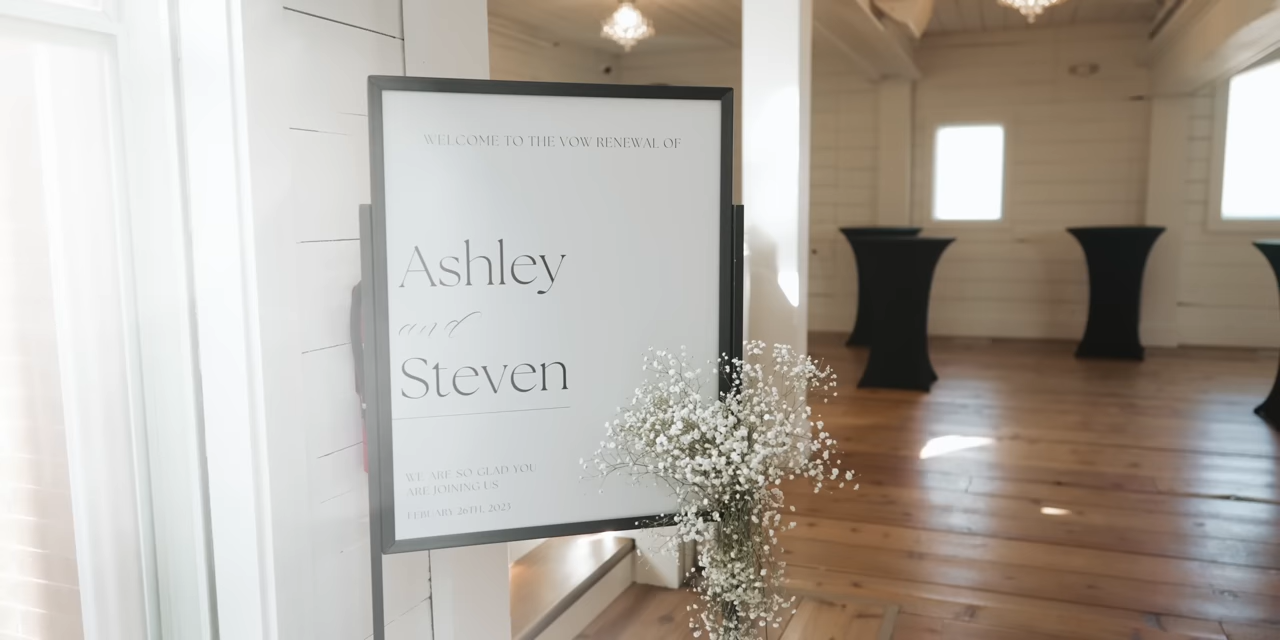 WELCOME TO THE VOW RENEWAL OF
Ashley
and
Steven
WE ARE SO GLAD YOU
ARE JOINING US
FEBUARY 26TH, 2023